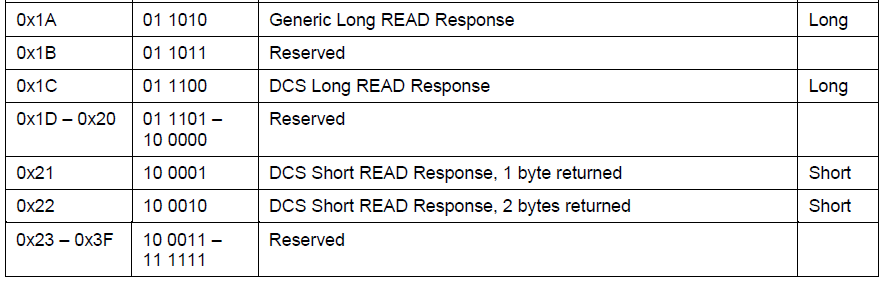 0x1A 01 1010 Generic Long READ Response Long
0x1B 01 1011 Reserved
0x1C 01 1100 DCS Long READ Response Long
0x1D – 0x20 01 1101 – Reserved
10 0000
0x21 10 0001 DCS Short READ Response, 1 byte returned Short
0x22 10 0010 DCS Short READ Response, 2 bytes returned Short
0x23 – 0x3F 10 0011 – Reserved
11 1111